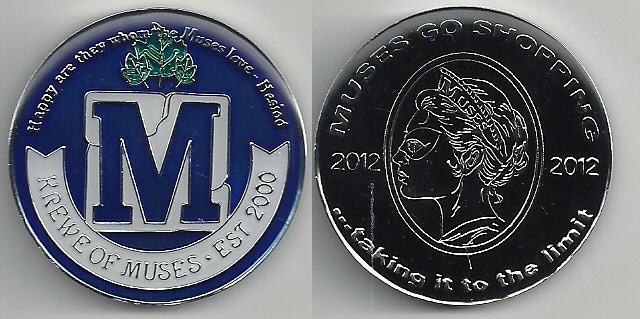 Happy are they whom the Muses love - Hesiod
M
KREWE OF MUSES · EST 2000
MUSES GO SHOPPING
2012 2012
...taking it to the limit